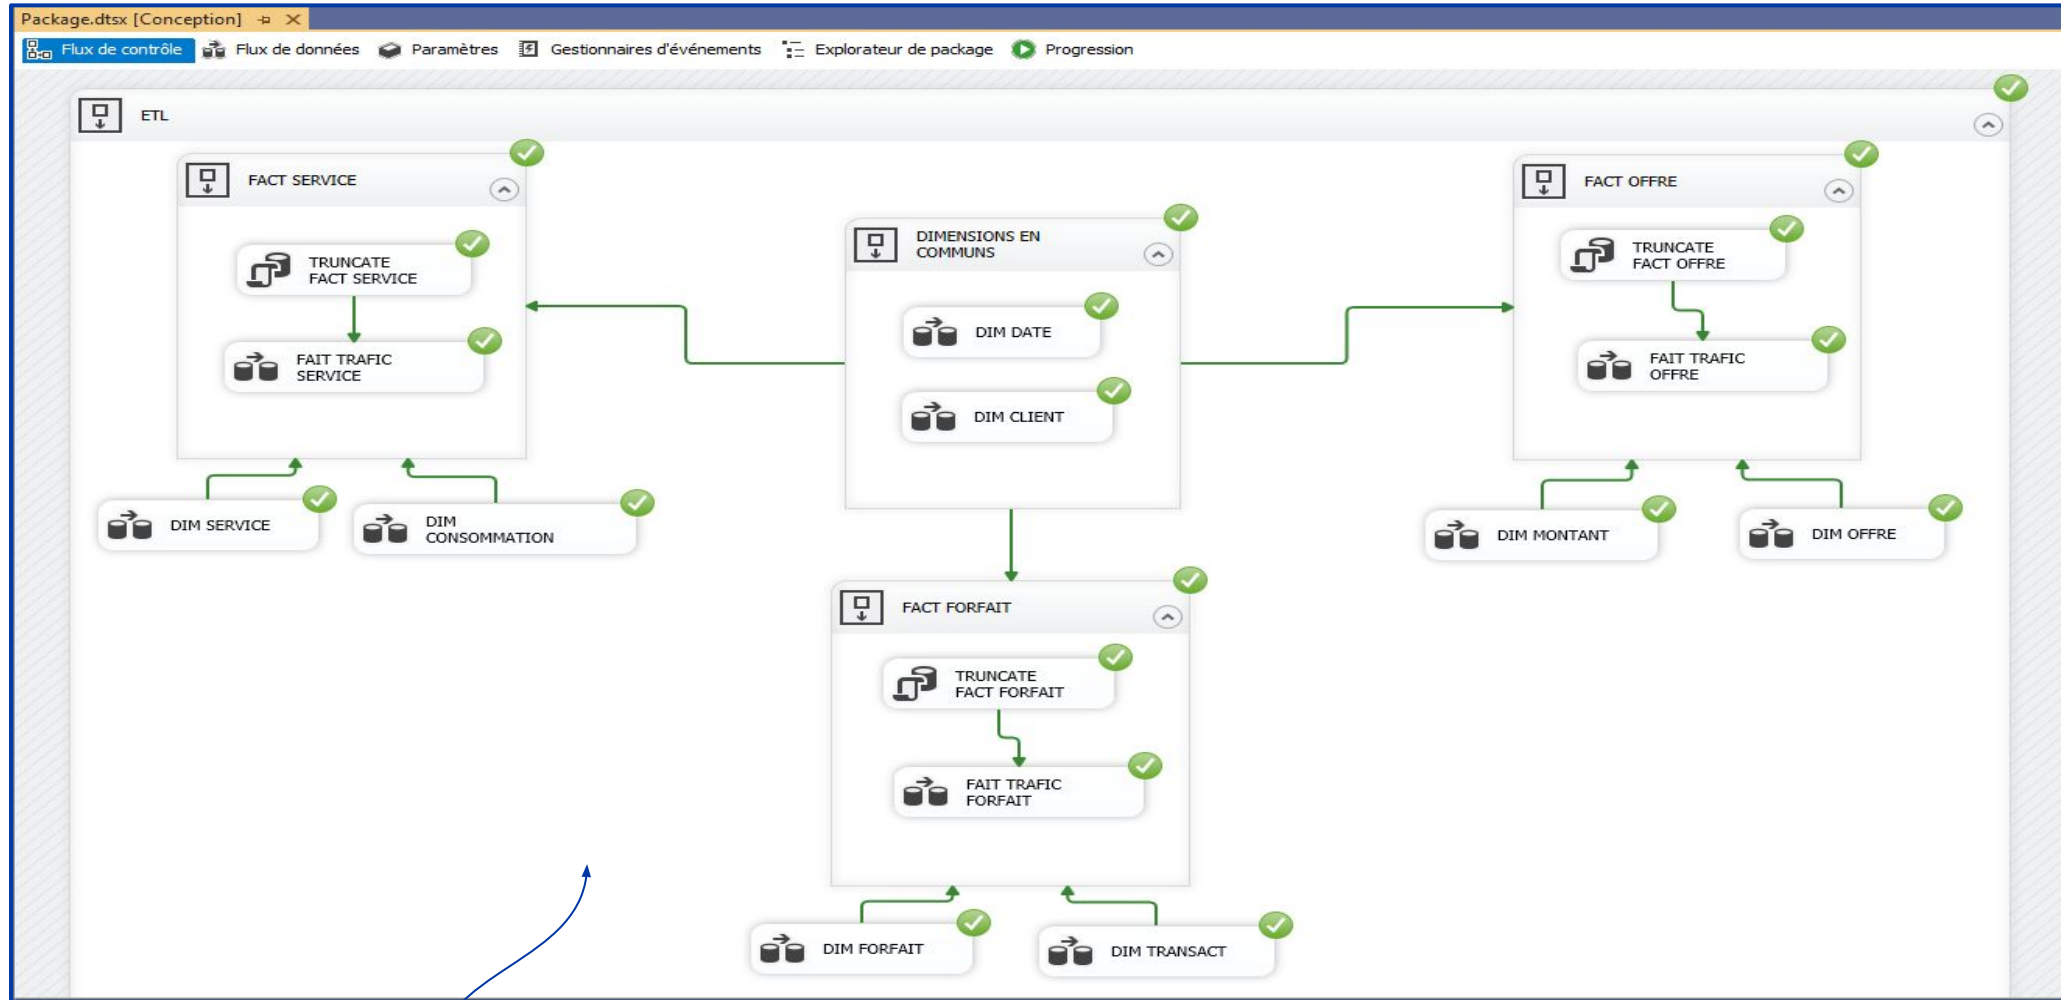 Package.dtsx [Conception]
Flux de contrôle Flux de données Paramètres Gestionnaires d'événements Explorateur de package Progression
ETL
FACT SERVICE
TRUNCATE
FACT SERVICE
FAIT TRAFIC
SERVICE
DIM SERVICE
DIM
CONSOMMATION
DIMENSIONS EN
COMMUNS
DIM DATE
DIM CLIENT
FACT OFFRE
TRUNCATE
FACT OFFRE
FAIT TRAFIC
OFFRE
DIM MONTANT
DIM OFFRE
FACT FORFAIT
TRUNCATE
FACT FORFAIT
FAIT TRAFIC
FORFAIT
DIM FORFAIT
DIM TRANSACT